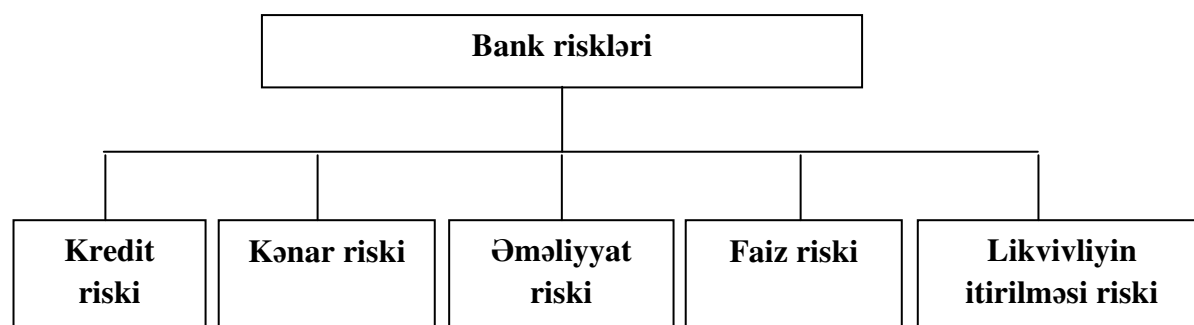 Bank riskləri
Kredit
riski
Kənar riski
Əməliyyat
riski
Faiz riski
Likvivliyin
itirilməsi riski